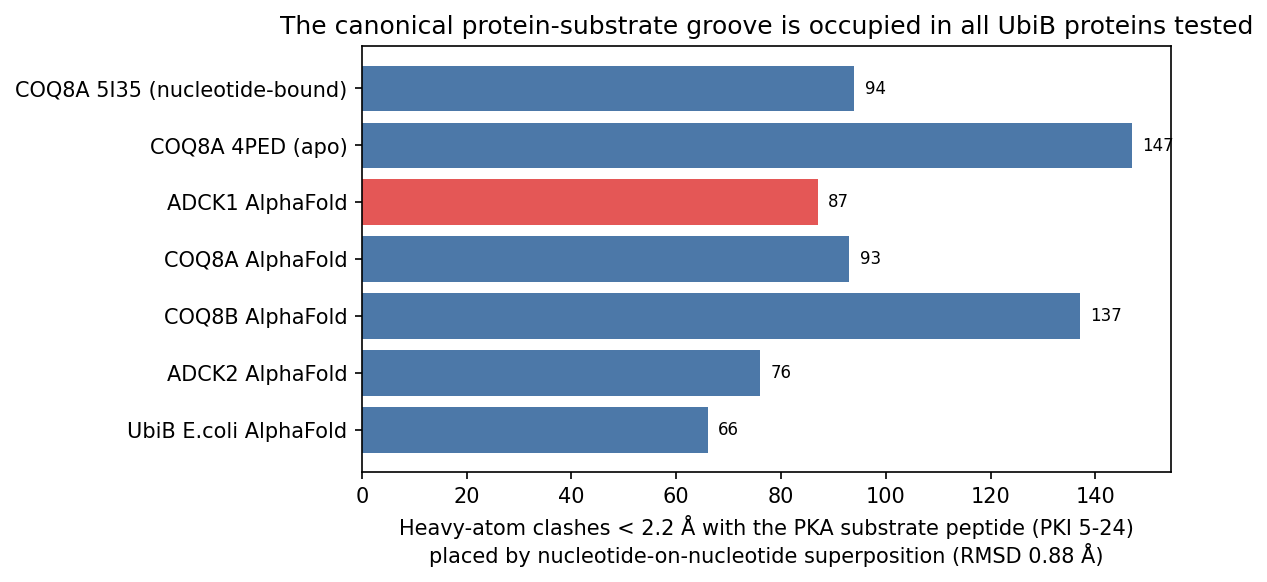 The canonical protein-substrate groove is occupied in all UbiB proteins tested
COQ8A 5I35 (nucleotide-bound)
94
COQ8A 4PED (apo)
147
ADCK1 AlphaFold
87
COQ8A AlphaFold
93
COQ8B AlphaFold
137
ADCK2 AlphaFold
76
UbiB E.coli AlphaFold
66
0 20 40 60 80 100 120 140
Heavy-atom clashes < 2.2 Å with the PKA substrate peptide (PKI 5-24)
placed by nucleotide-on-nucleotide superposition (RMSD 0.88 Å)